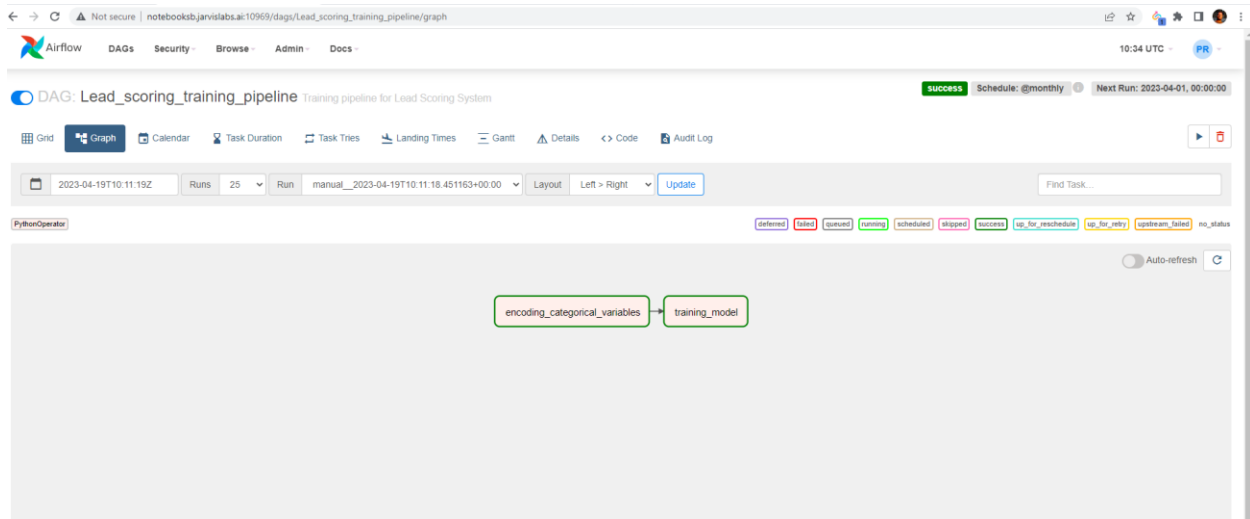 Not secure | notebooksb.jarvislabs.ai:10969/dags/Lead_scoring_training_pipeline/graph
Airflow DAGs Security Browse Admin Docs 10:34 UTC PR
DAG: Lead_scoring_training_pipeline Training pipeline for Lead Scoring System success Schedule: @monthly Next Run: 2023-04-01, 00:00:00
Grid Graph Calendar Task Duration Task Tries Landing Times Gantt Details <> Code Audit Log
2023-04-19T10:11:19Z Runs 25 Run manual__2023-04-19T10:11:18.451163+00:00 Layout Left > Right Update Find Task...
PythonOperator deferred failed queued running scheduled skipped success up_for_reschedule up_for_retry upstream_failed no_status
Auto-refresh
encoding_categorical_variables training_model